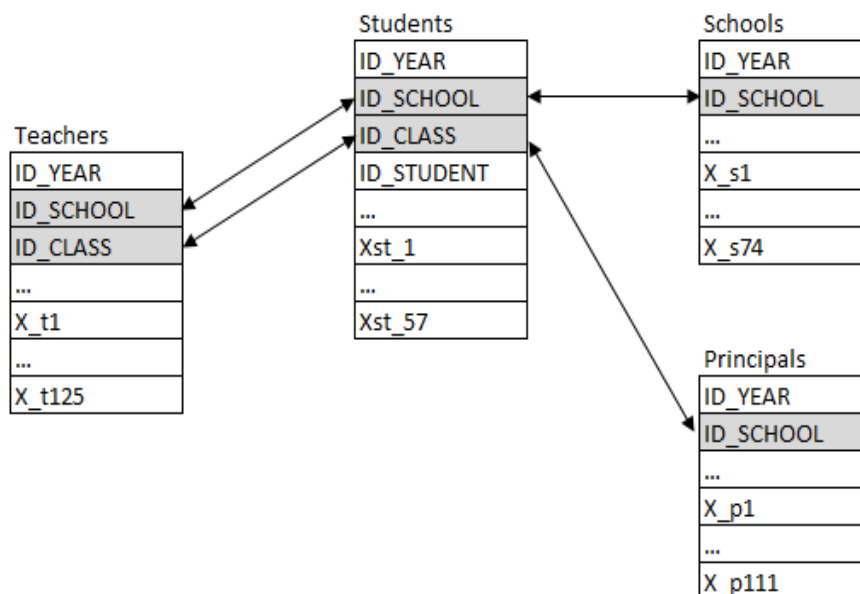 Students
ID_YEAR
ID_SCHOOL
ID_CLASS
ID_STUDENT
...
Xst_1
...
Xst_57
Schools
ID_YEAR
ID_SCHOOL
...
X_s1
...
X_s74
Teachers
ID_YEAR
ID_SCHOOL
ID_CLASS
...
X_t1
...
X_t125
Principals
ID_YEAR
ID_SCHOOL
...
X_p1
...
X_p111